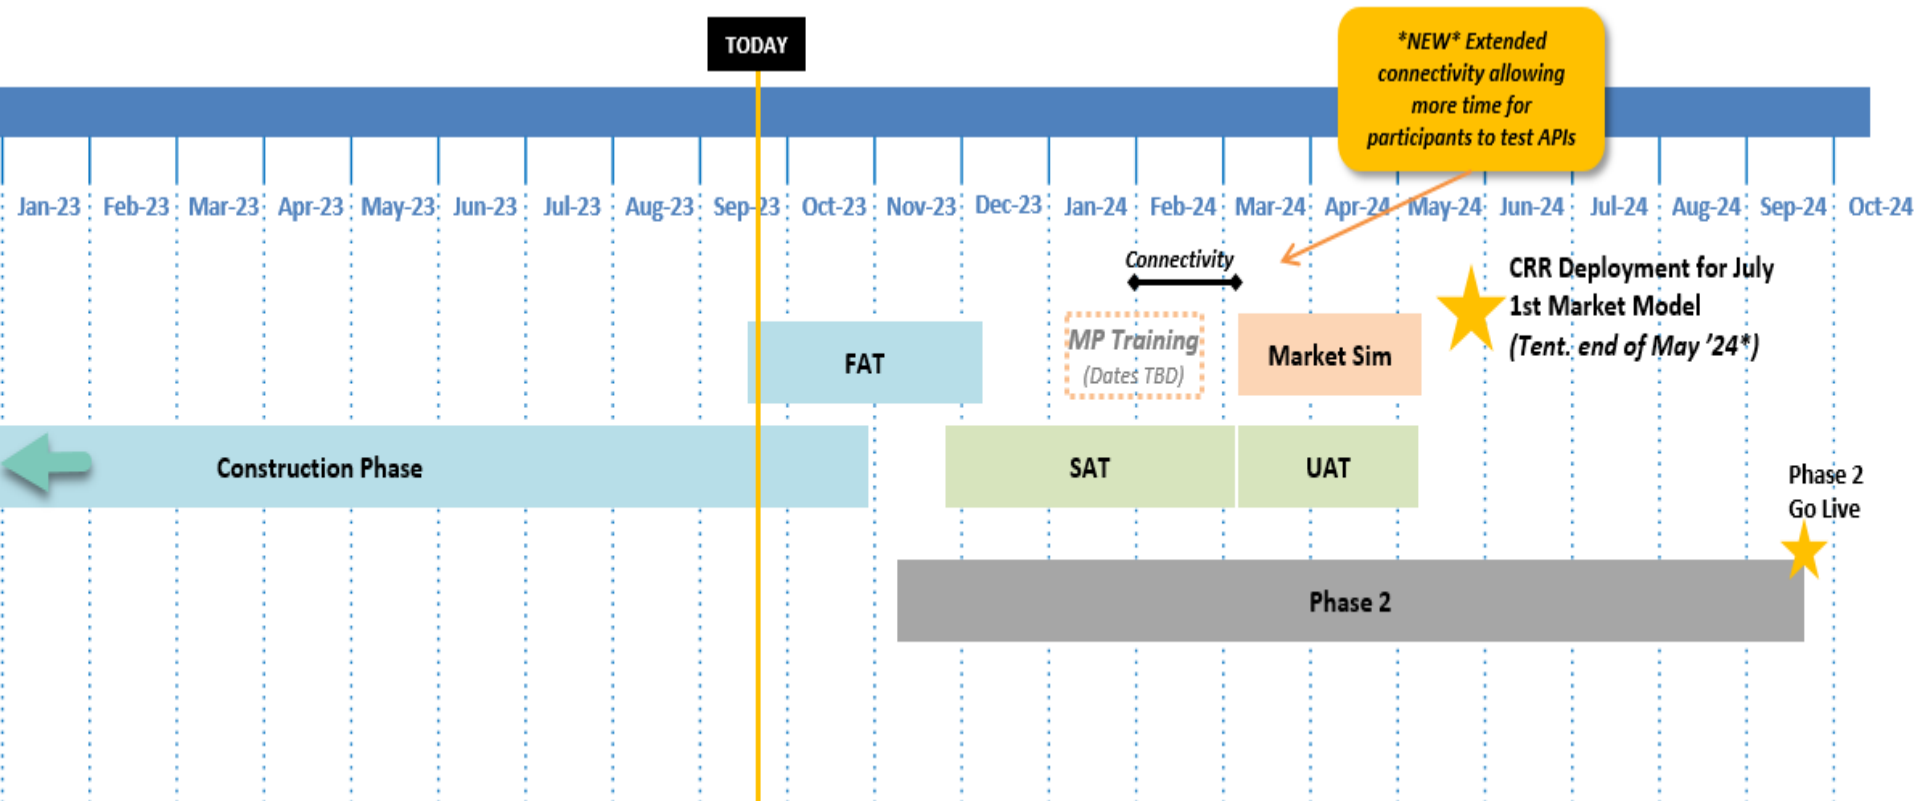 TODAY
*NEW* Extended
connectivity allowing
more time for
participants to test APIs
Jan-23 Feb-23 Mar-23 Apr-23 May-23 Jun-23 Jul-23 Aug-23 Sep-23 Oct-23 Nov-23 Dec-23 Jan-24 Feb-24 Mar-24 Apr-24 May-24 Jun-24 Jul-24 Aug-24 Sep-24 Oct-24
Connectivity
CRR Deployment for July
1st Market Model
(Tent. end of May ’24*)
FAT
MP Training
(Dates TBD)
Market Sim
Construction Phase
SAT
UAT
Phase 2
Go Live
Phase 2